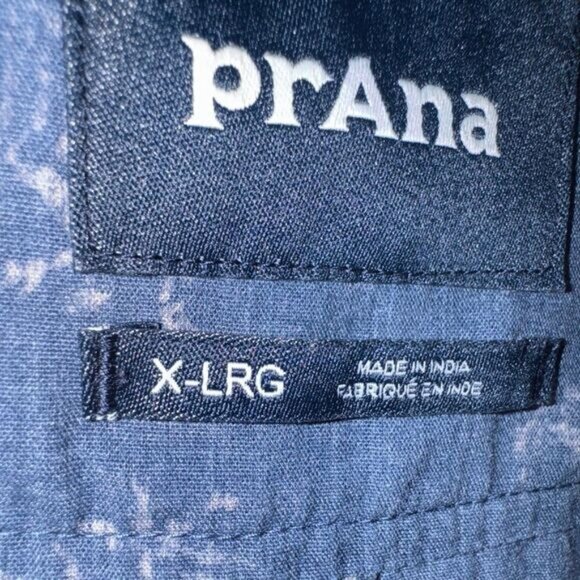 prAna
X-LRG
MADE IN INDIA
FABRIQUÉ EN INDE